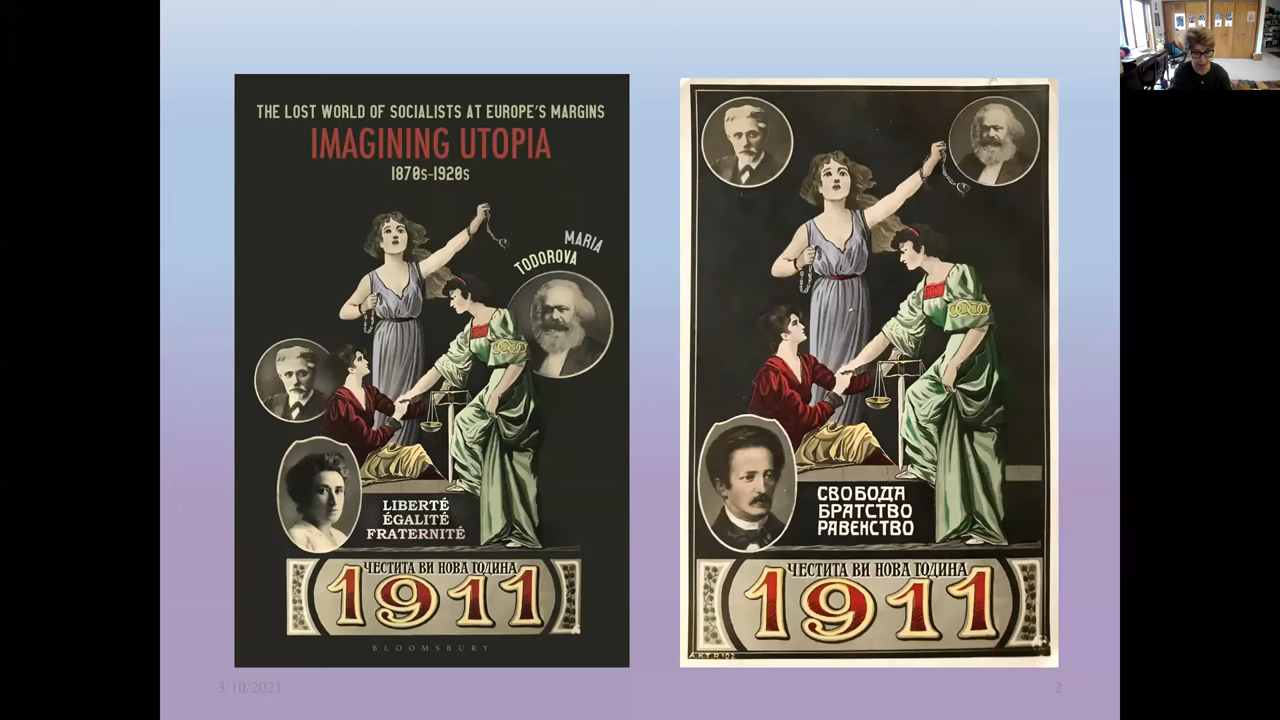 THE LOST WORLD OF SOCIALISTS AT EUROPE'S MARGINS
IMAGINING UTOPIA
1870s-1920s
MARIA
TODOROVA
LIBERTÉ
ÉGALITÉ
FRATERNITÉ
ЧЕСТИТА ВИ НОВА ГОДИНА
1911
BLOOMSBURY
СВОБОДА
БРАТСТВО
РАВЕНСТВО
ЧЕСТИТА ВИ НОВА ГОДИНА
1911
A.K.T.R 102
3/10/2021
2